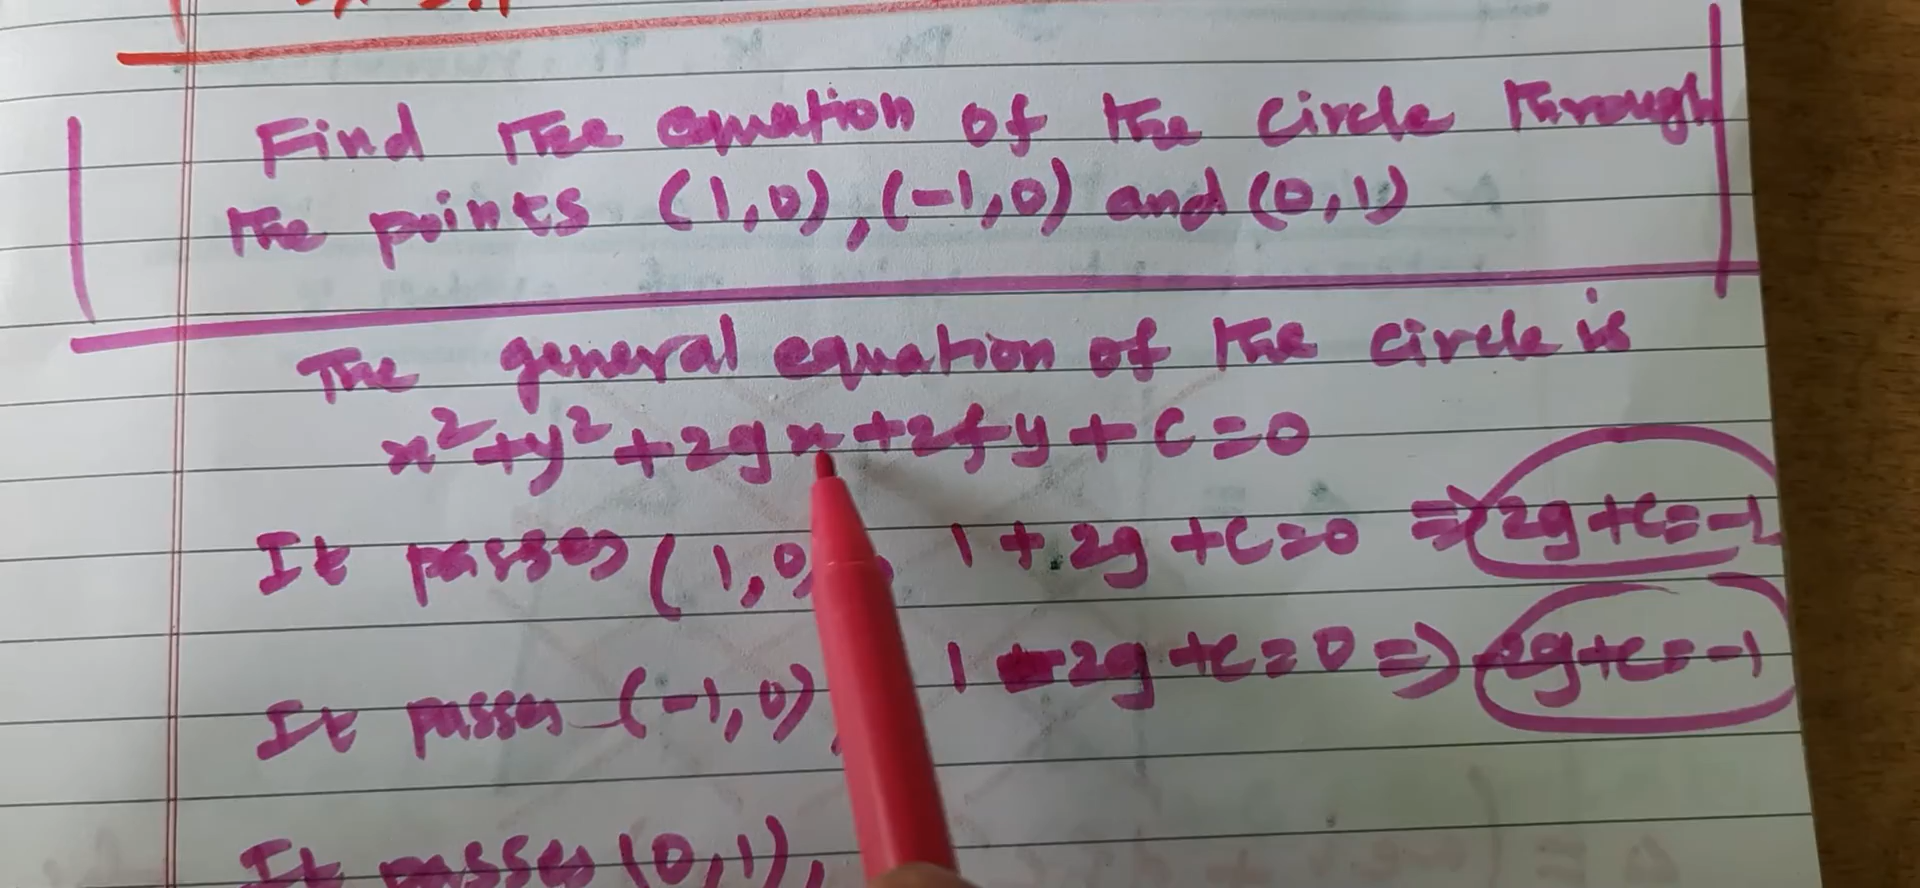 Find the equation of the circle through
the points (1,0), (-1,0) and (0,1)
The general equation of the circle is
x²+y²+2gx+2fy+c=0
It passes (1,0 1+2g+c=0 ⇒ 2g+c=-1
It passes (-1,0), 1-2g+c=0 ⇒ -2g+c=-1
It passes (0,1),